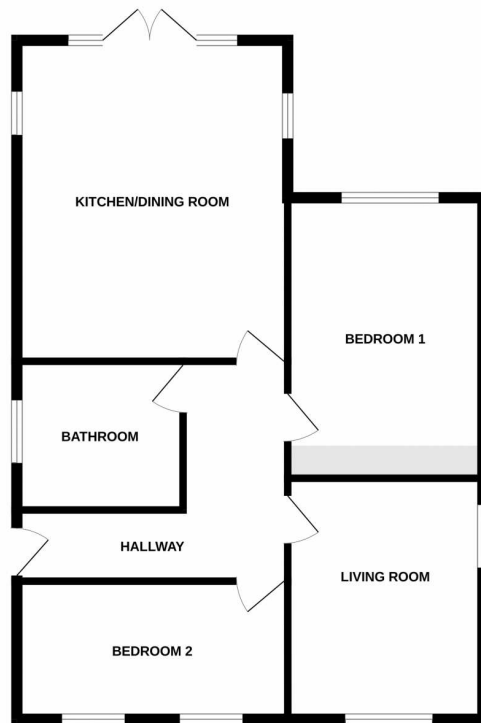 KITCHEN/DINING ROOM
BEDROOM 1
BATHROOM
HALLWAY
LIVING ROOM
BEDROOM 2